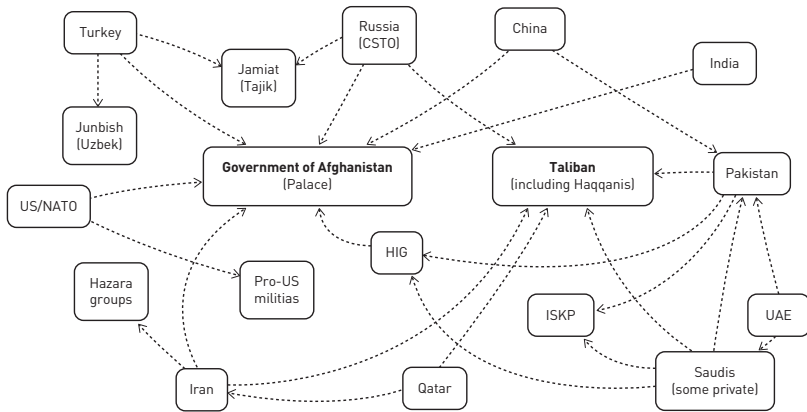 Turkey
Russia
(CSTO)
China
Jamiat
(Tajik)
India
Junbish
(Uzbek)
Government of Afghanistan
(Palace)
Taliban
(including Haqqanis)
Pakistan
US/NATO
HIG
Hazara
groups
Pro-US
militias
ISKP
UAE
Iran
Qatar
Saudis
(some private)